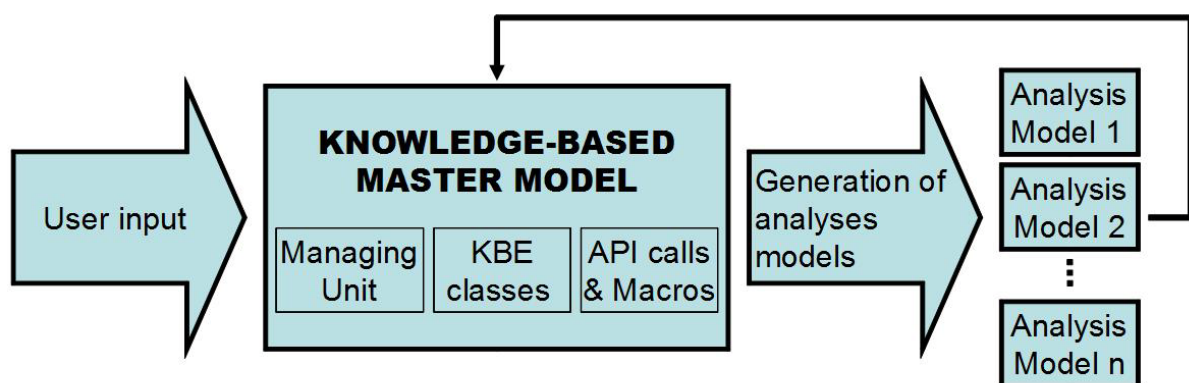 User input
KNOWLEDGE-BASED
MASTER MODEL
Managing
Unit
KBE
classes
API calls
& Macros
Generation of
analyses
models
Analysis
Model 1
Analysis
Model 2
Analysis
Model n